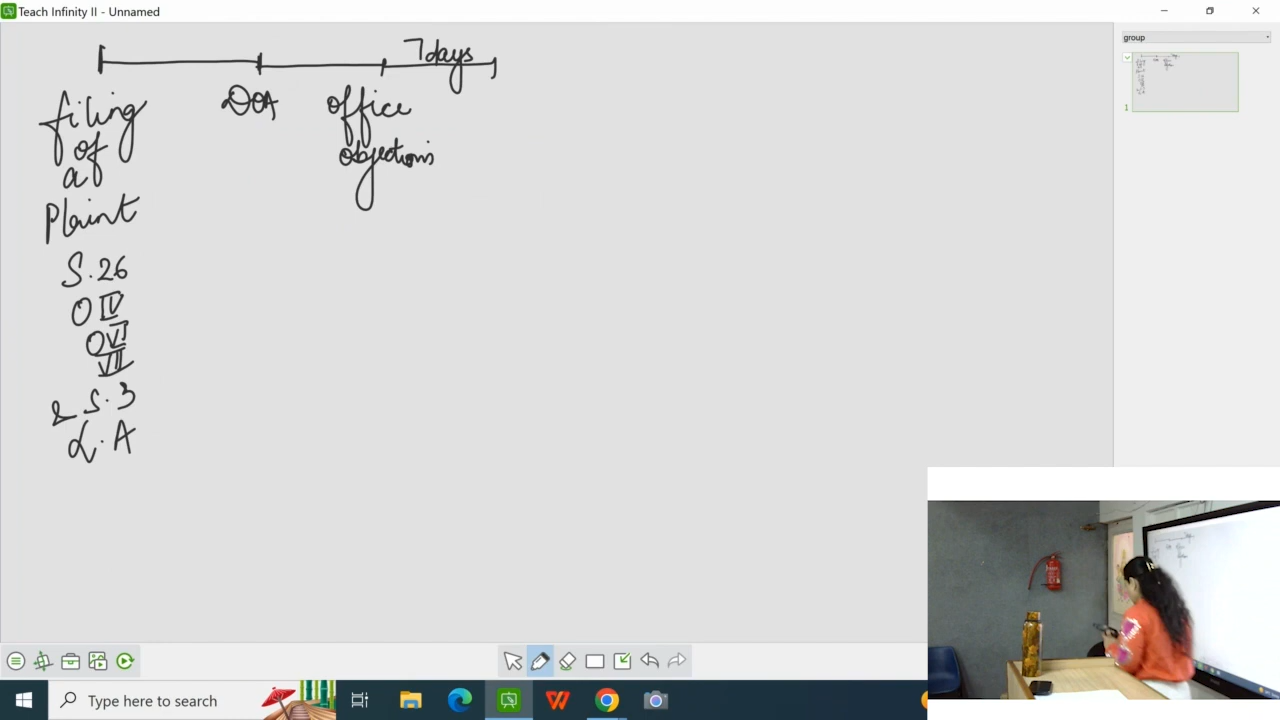 Teach Infinity II - Unnamed
group
7days
filing
of
a
Plaint
S.26
O IV
O VI
VII
& S.3
L.A
DOA
office
objections
1
Type here to search